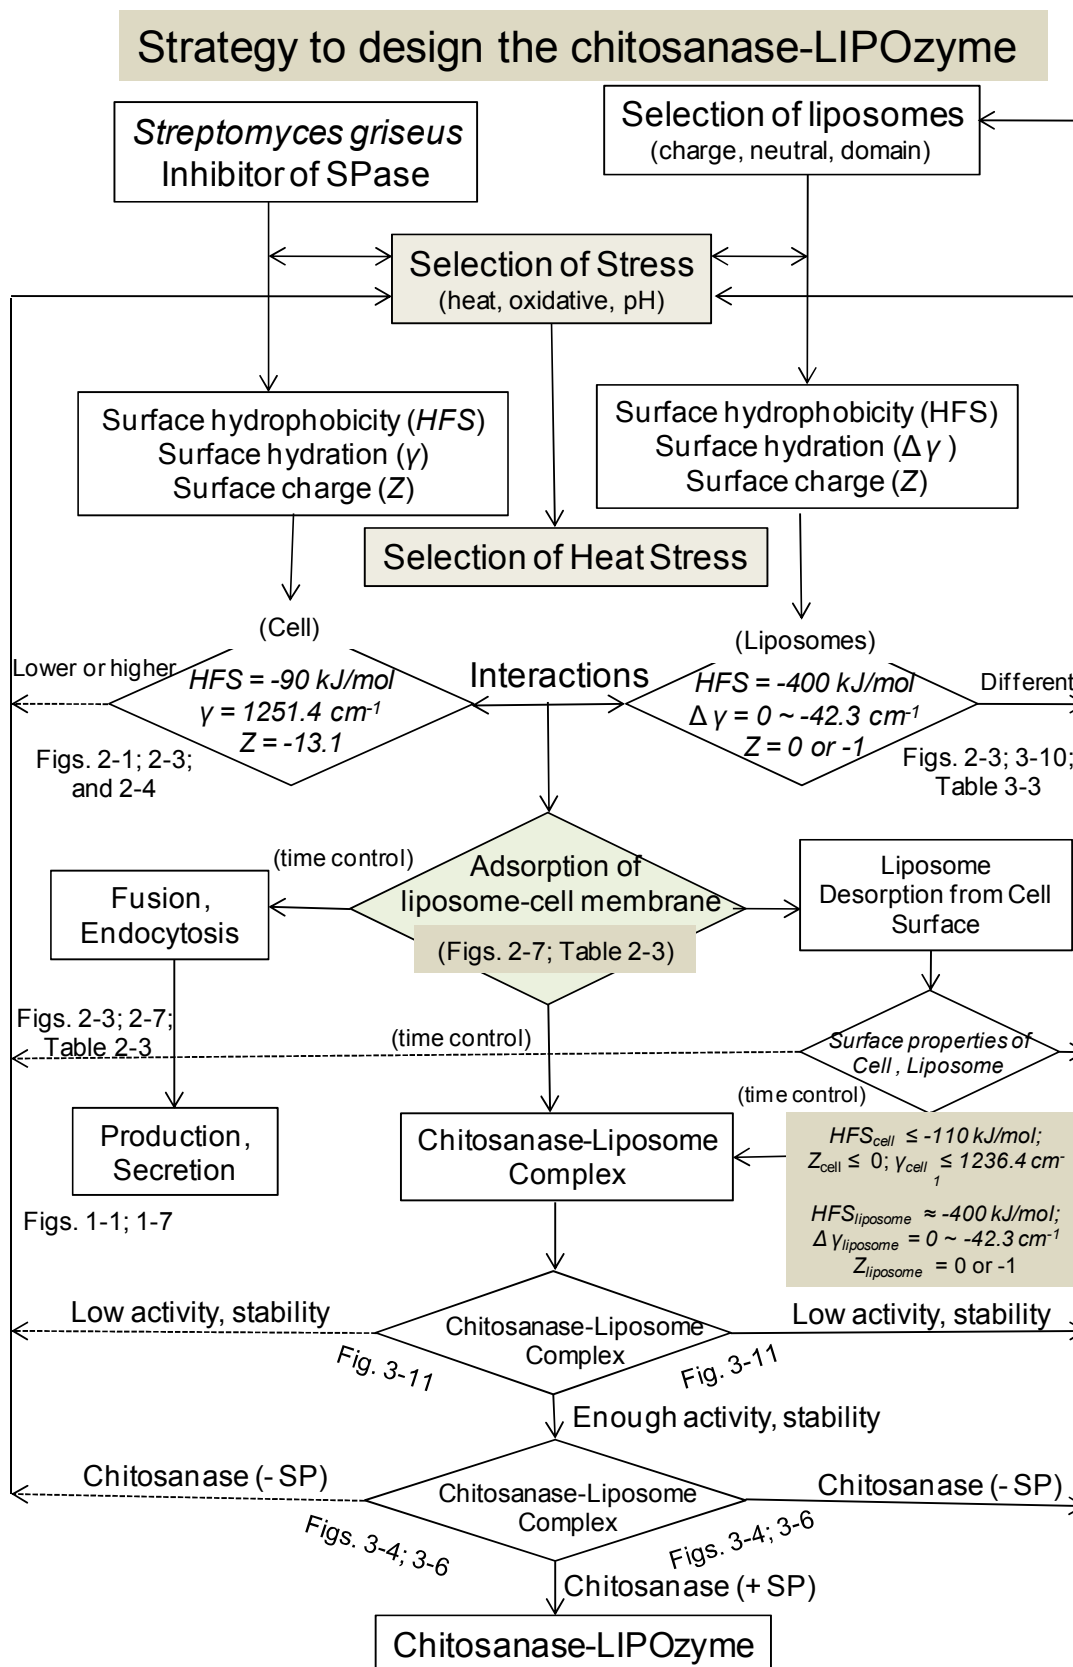 Strategy to design the chitosanase-LIPOzyme
Streptomyces griseus
Inhibitor of SPase
Selection of liposomes
(charge, neutral, domain)
Selection of Stress
(heat, oxidative, pH)
Surface hydrophobicity (HFS)
Surface hydration (γ)
Surface charge (Z)
Surface hydrophobicity (HFS)
Surface hydration (Δ γ )
Surface charge (Z)
Selection of Heat Stress
(Cell)
Lower or higher
HFS = -90 kJ/mol
γ = 1251.4 cm-1
Z = -13.1
Figs. 2-1; 2-3;
and 2-4
Interactions
(Liposomes)
HFS = -400 kJ/mol
Δ γ = 0 ~ -42.3 cm-1
Z = 0 or -1
Different
Figs. 2-3; 3-10;
Table 3-3
(time control)
Adsorption of
liposome-cell membrane
(Figs. 2-7; Table 2-3)
Fusion,
Endocytosis
Liposome
Desorption from Cell
Surface
Figs. 2-3; 2-7;
Table 2-3
(time control)
Surface properties of
Cell , Liposome
(time control)
Production,
Secretion
Figs. 1-1; 1-7
Chitosanase-Liposome
Complex
HFScell ≤ -110 kJ/mol;
Zcell ≤ 0; γcell ≤ 1236.4 cm-
1
HFSliposome ≈ -400 kJ/mol;
Δ γliposome = 0 ~ -42.3 cm-1
Zliposome = 0 or -1
Low activity, stability
Chitosanase-Liposome
Complex
Low activity, stability
Fig. 3-11
Fig. 3-11
Enough activity, stability
Chitosanase (- SP)
Chitosanase-Liposome
Complex
Chitosanase (- SP)
Figs. 3-4; 3-6
Figs. 3-4; 3-6
Chitosanase (+ SP)
Chitosanase-LIPOzyme